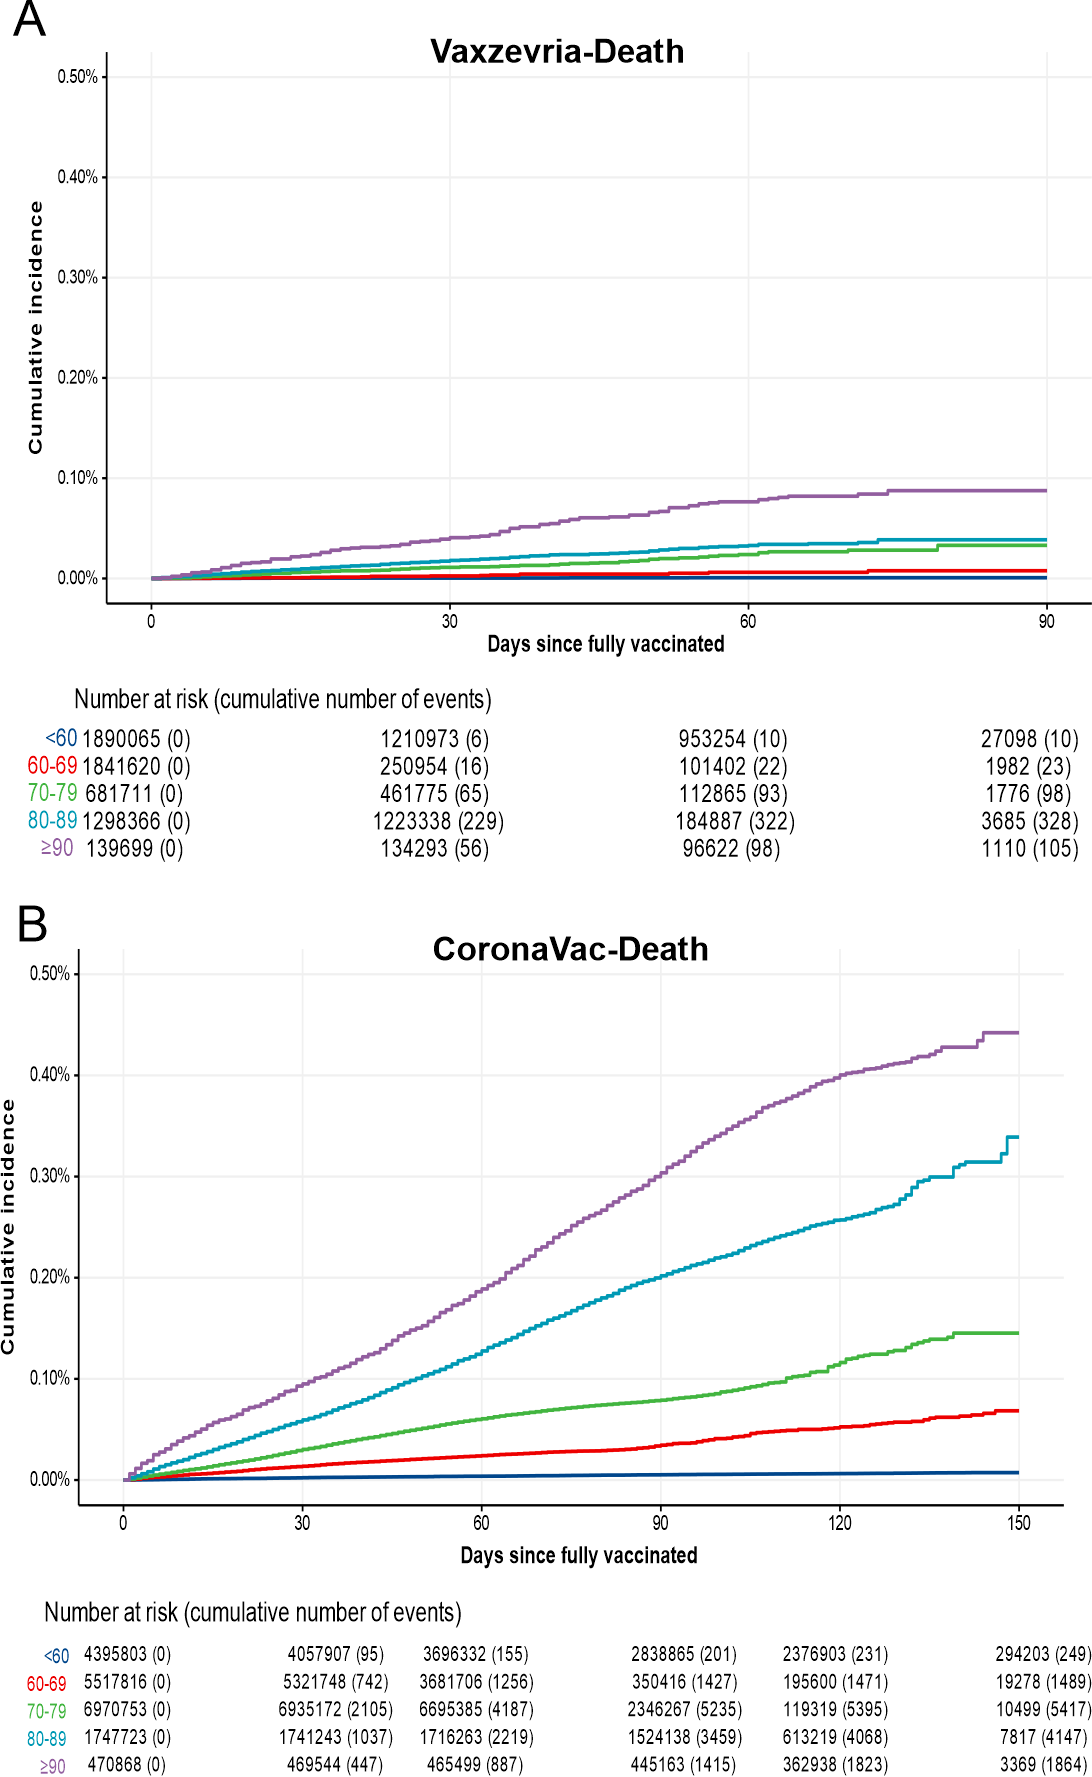 A
Vaxzevria-Death
0.50%
0.40%
0.30%
0.20%
0.10%
0.00%
Cumulative incidence
0 30 60 90
Days since fully vaccinated
Number at risk (cumulative number of events)
<60 1890065 (0) 1210973 (6) 953254 (10) 27098 (10)
60-69 1841620 (0) 250954 (16) 101402 (22) 1982 (23)
70-79 681711 (0) 461775 (65) 112865 (93) 1776 (98)
80-89 1298366 (0) 1223338 (229) 184887 (322) 3685 (328)
≥90 139699 (0) 134293 (56) 96622 (98) 1110 (105)
B
CoronaVac-Death
0.50%
0.40%
0.30%
0.20%
0.10%
0.00%
Cumulative incidence
0 30 60 90 120 150
Days since fully vaccinated
Number at risk (cumulative number of events)
<60 4395803 (0) 4057907 (95) 3696332 (155) 2838865 (201) 2376903 (231) 294203 (249)
60-69 5517816 (0) 5321748 (742) 3681706 (1256) 350416 (1427) 195600 (1471) 19278 (1489)
70-79 6970753 (0) 6935172 (2105) 6695385 (4187) 2346267 (5235) 119319 (5395) 10499 (5417)
80-89 1747723 (0) 1741243 (1037) 1716263 (2219) 1524138 (3459) 613219 (4068) 7817 (4147)
≥90 470868 (0) 469544 (447) 465499 (887) 445163 (1415) 362938 (1823) 3369 (1864)